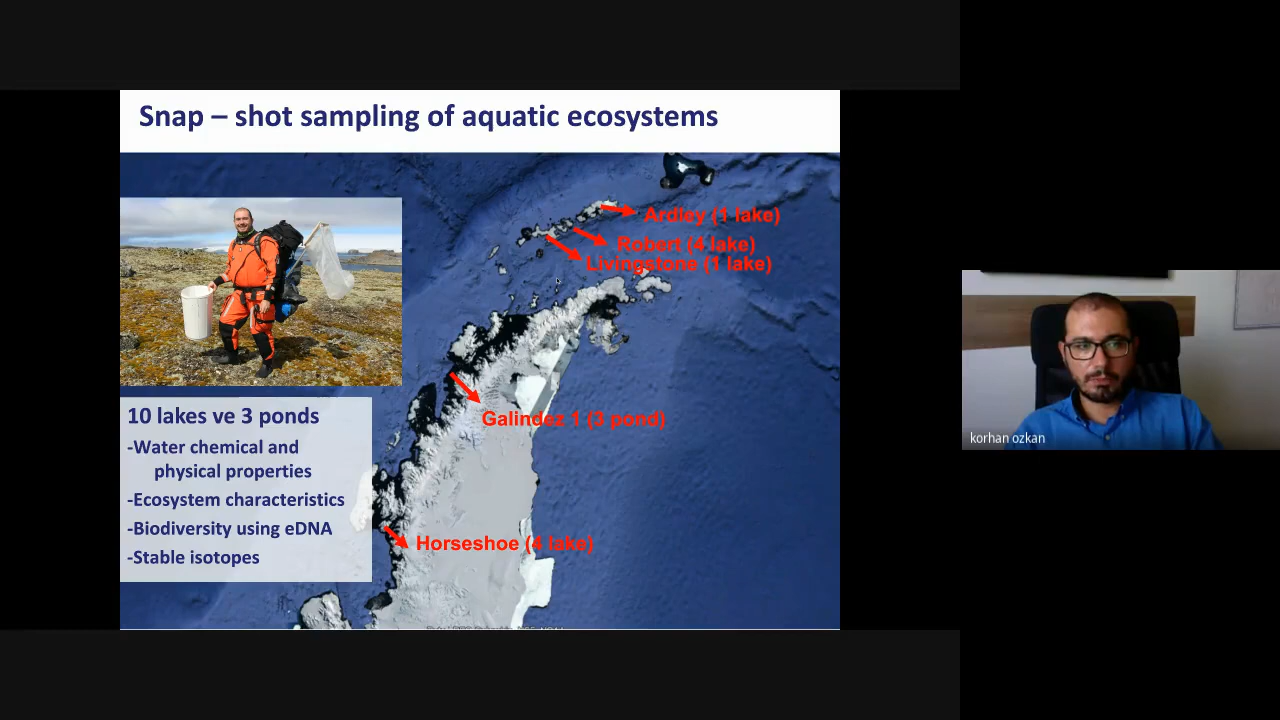 Snap – shot sampling of aquatic ecosystems
Ardley (1 lake)
Robert (4 lake)
Livingstone (1 lake)
Galindez 1 (3 pond)
Horseshoe (4 lake)
10 lakes ve 3 ponds
-Water chemical and
physical properties
-Ecosystem characteristics
-Biodiversity using eDNA
-Stable isotopes
korhan ozkan